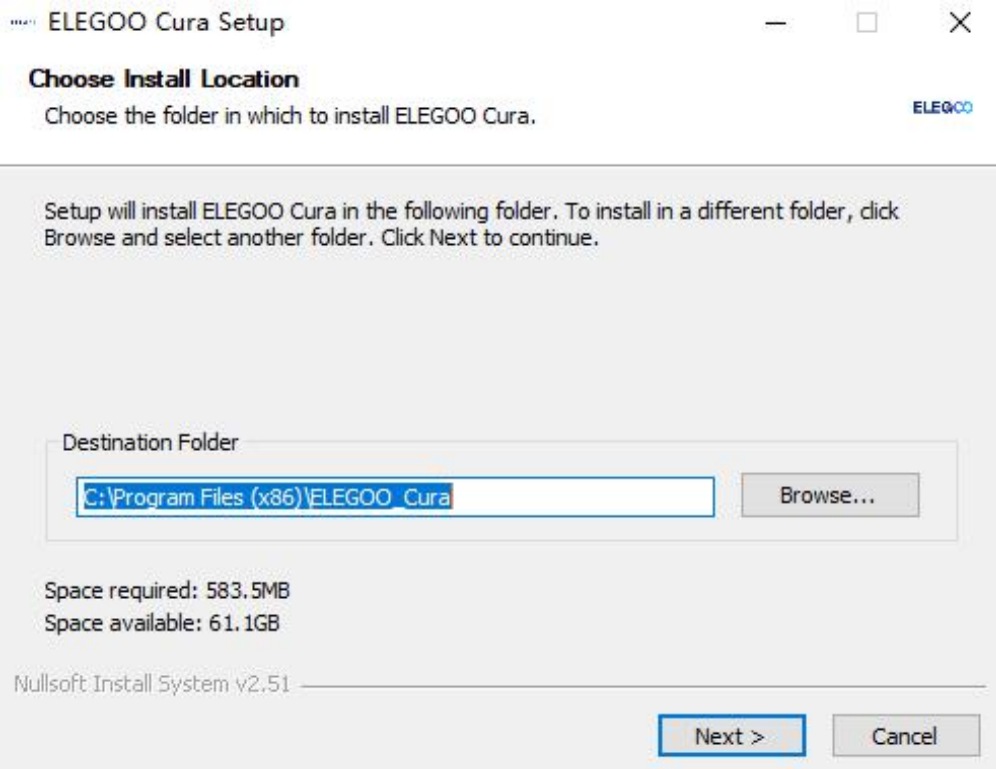 ELEGOO Cura Setup
Choose Install Location
Choose the folder in which to install ELEGOO Cura.
ELEGOO
Setup will install ELEGOO Cura in the following folder. To install in a different folder, click
Browse and select another folder. Click Next to continue.
Destination Folder
C:\Program Files (x86)\ELEGOO_Cura
Browse...
Space required: 583.5MB
Space available: 61.1GB
Nullsoft Install System v2.51
Next >
Cancel